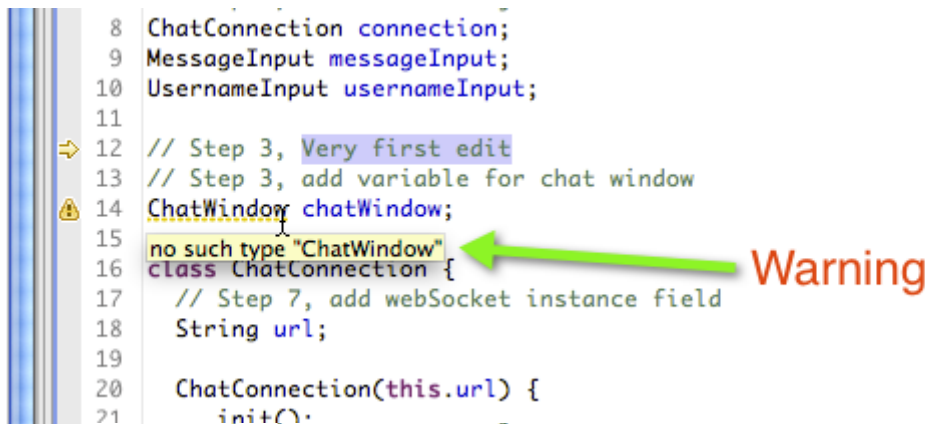 8 ChatConnection connection;
9 MessageInput messageInput;
10 UsernameInput usernameInput;
11
12 // Step 3, Very first edit
13 // Step 3, add variable for chat window
14 ChatWindow chatWindow;
15
no such type "ChatWindow"
Warning
16 class ChatConnection {
17 // Step 7, add webSocket instance field
18 String url;
19
20 ChatConnection(this.url) {
21 init();